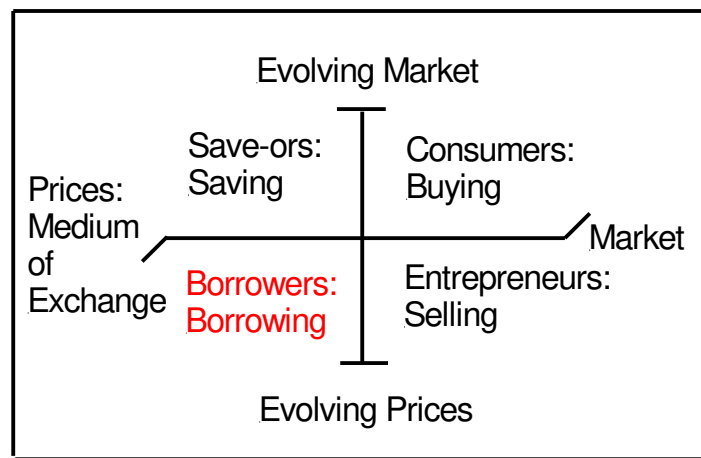 Evolving Market
Save-ors:
Saving
Consumers:
Buying
Prices:
Medium
of
Exchange
Market
Borrowers:
Borrowing
Entrepreneurs:
Selling
Evolving Prices